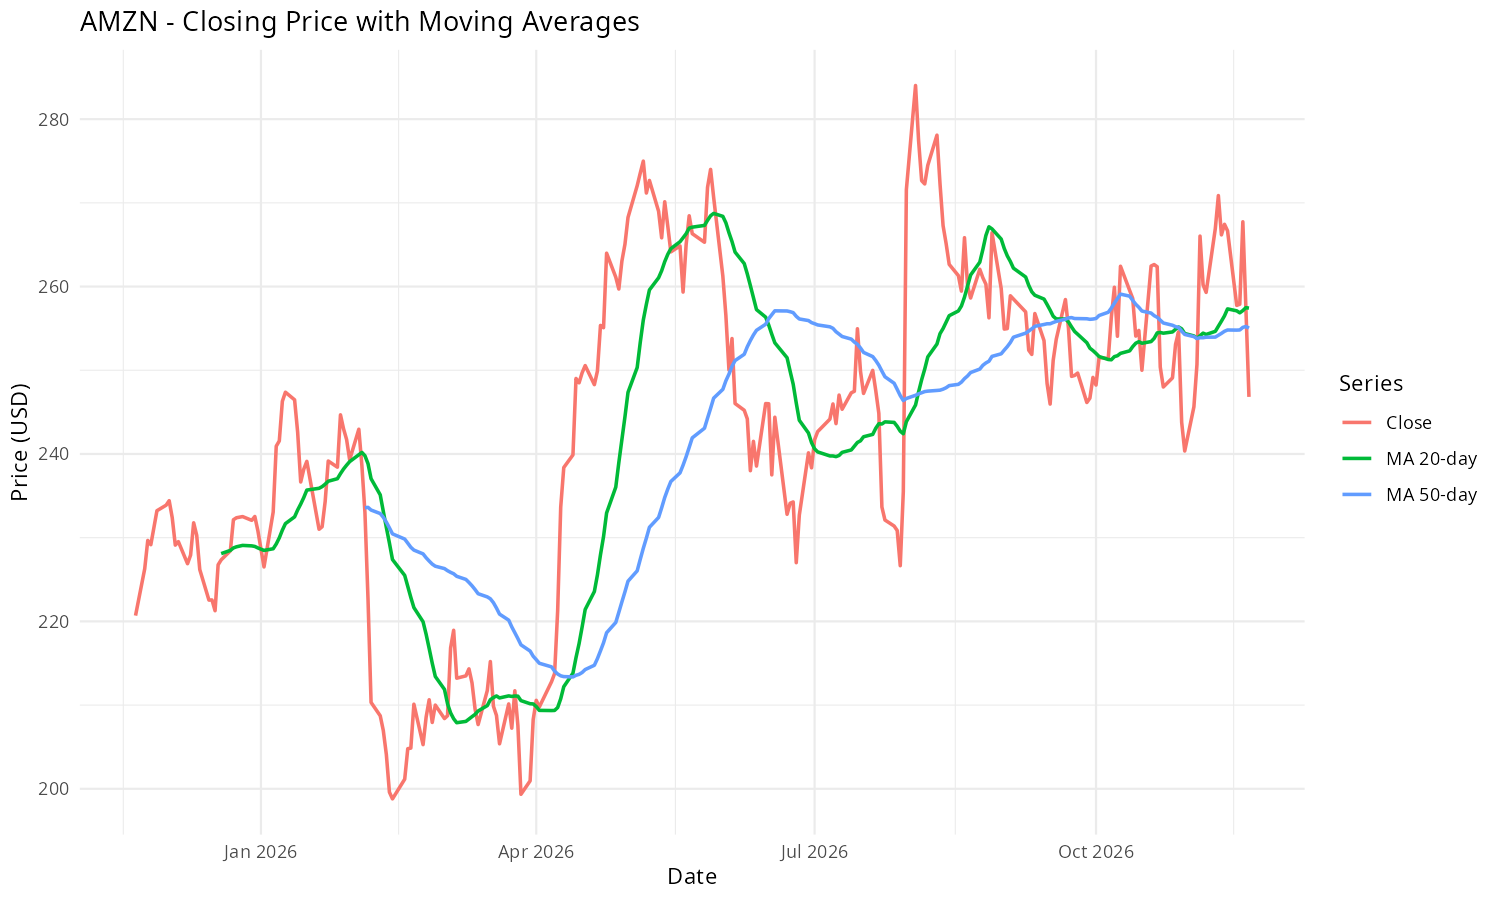 AMZN - Closing Price with Moving Averages
Price (USD)
280
260
240
220
200
Jan 2026
Apr 2026
Jul 2026
Oct 2026
Date
Series
Close
MA 20-day
MA 50-day